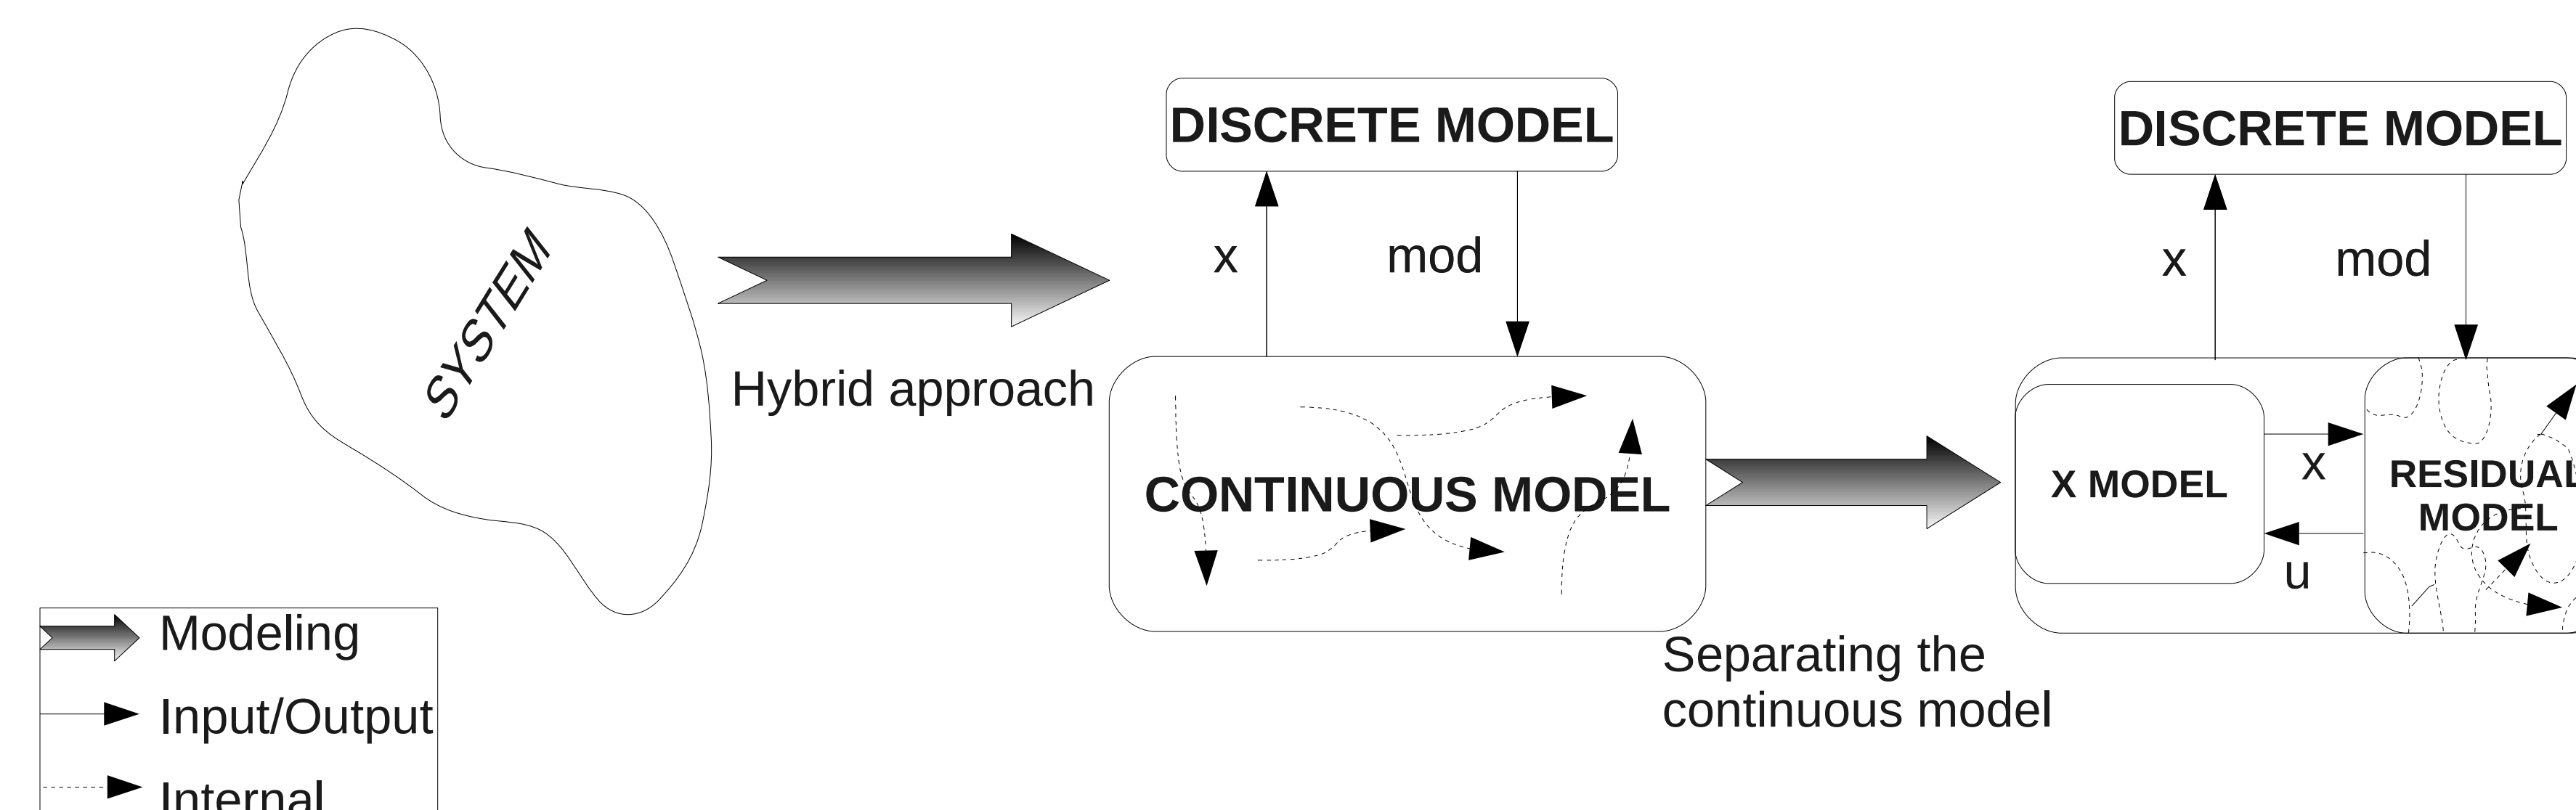 SYSTEM
Hybrid approach
DISCRETE MODEL
x
mod
CONTINUOUS MODEL
Separating the
continuous model
DISCRETE MODEL
x
mod
X MODEL
x
u
RESIDUAL
MODEL
Modeling
Input/Output
Internal